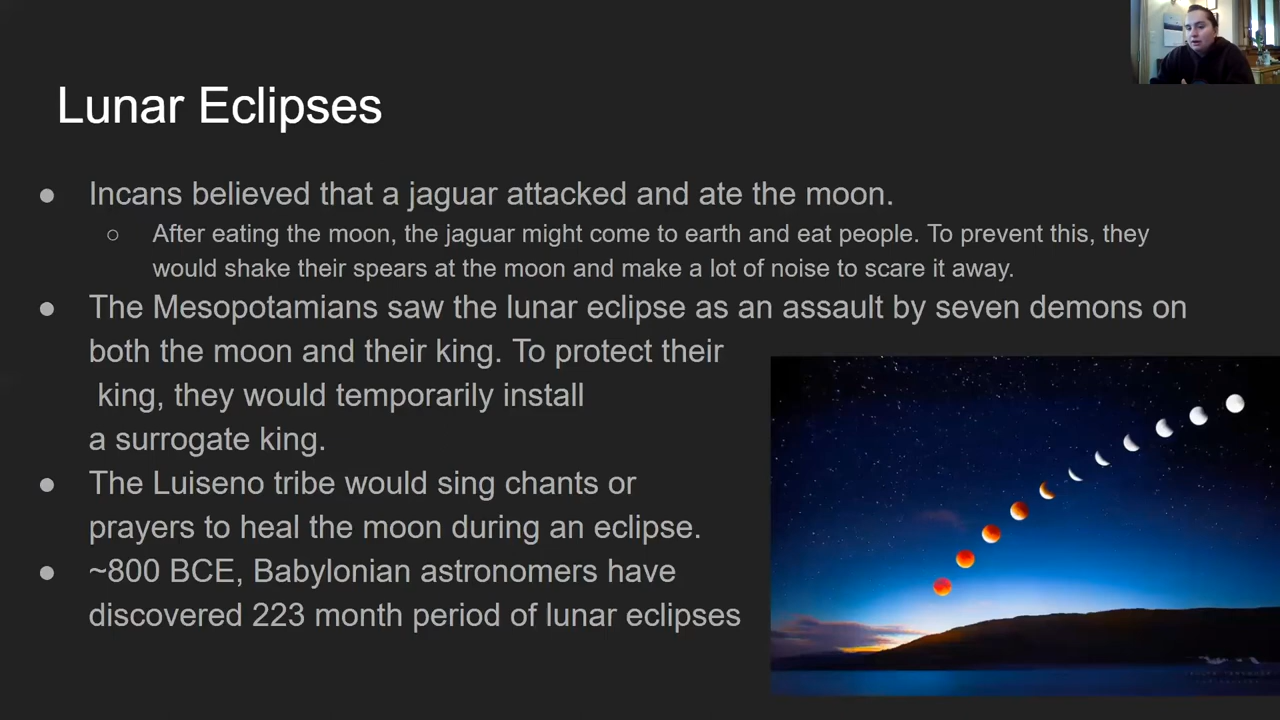 Lunar Eclipses
● Incans believed that a jaguar attacked and ate the moon.
○ After eating the moon, the jaguar might come to earth and eat people. To prevent this, they
would shake their spears at the moon and make a lot of noise to scare it away.
● The Mesopotamians saw the lunar eclipse as an assault by seven demons on
both the moon and their king. To protect their
king, they would temporarily install
a surrogate king.
● The Luiseno tribe would sing chants or
prayers to heal the moon during an eclipse.
● ~800 BCE, Babylonian astronomers have
discovered 223 month period of lunar eclipses